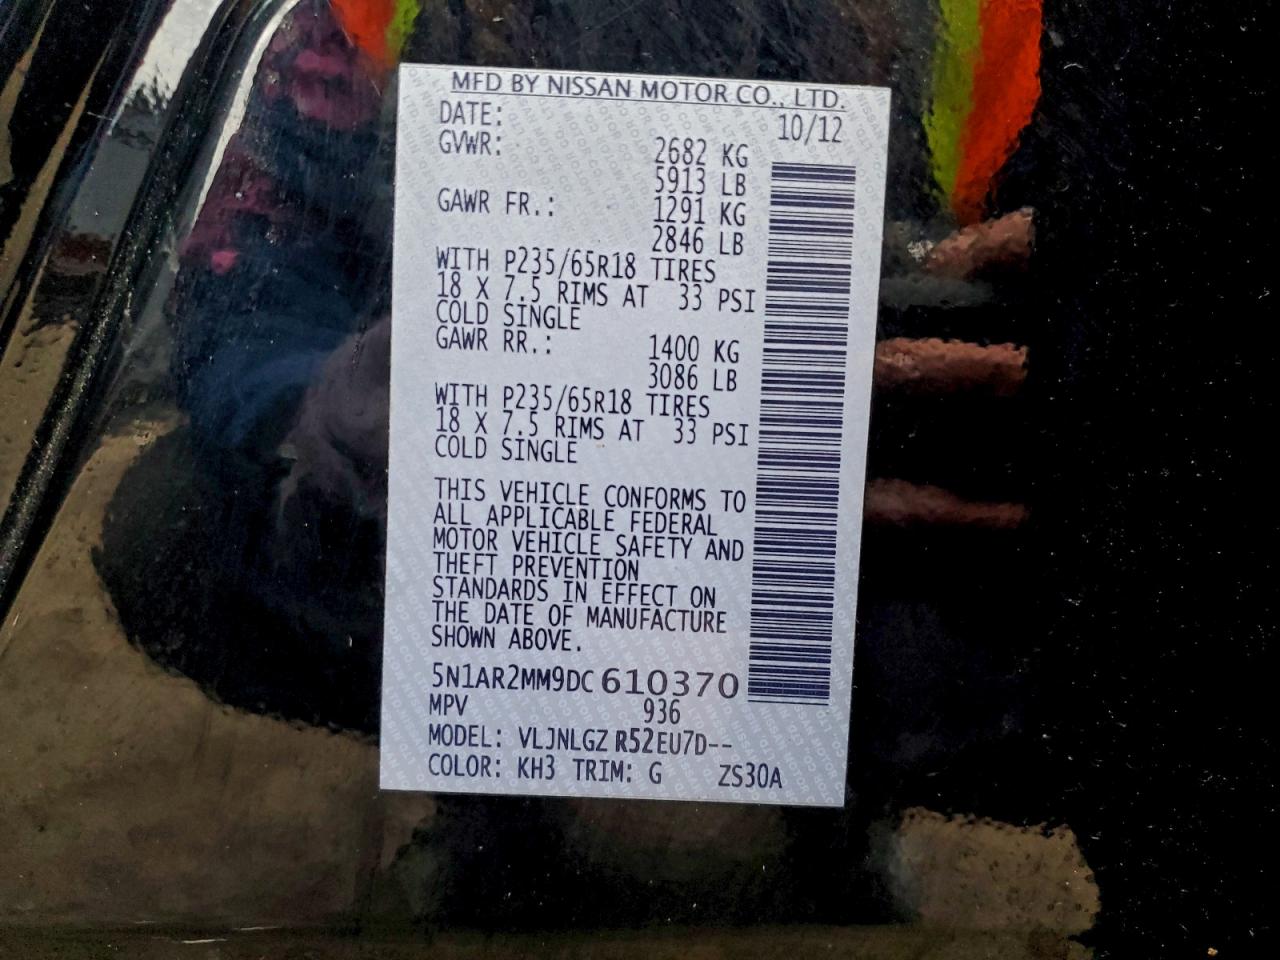 MFD BY NISSAN MOTOR CO., LTD.
DATE: 10/12
GVWR: 2682 KG
5913 LB
GAWR FR.: 1291 KG
2846 LB
WITH P235/65R18 TIRES
18 X 7.5 RIMS AT 33 PSI
COLD SINGLE
GAWR RR.: 1400 KG
3086 LB
WITH P235/65R18 TIRES
18 X 7.5 RIMS AT 33 PSI
COLD SINGLE
THIS VEHICLE CONFORMS TO
ALL APPLICABLE FEDERAL
MOTOR VEHICLE SAFETY AND
THEFT PREVENTION
STANDARDS IN EFFECT ON
THE DATE OF MANUFACTURE
SHOWN ABOVE.
5N1AR2MM9DC610370
MPV 936
MODEL: VLJNLGZ R52EU7D--
COLOR: KH3 TRIM: G ZS30A